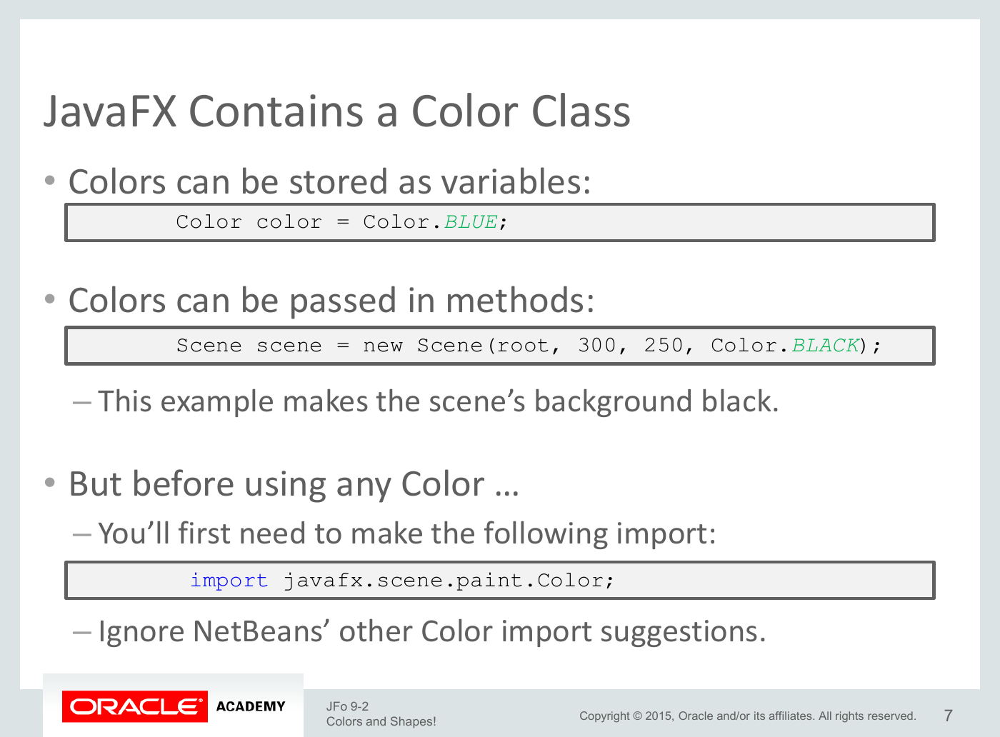 JavaFX Contains a Color Class
• Colors can be stored as variables:
Color color = Color.BLUE;
• Colors can be passed in methods:
Scene scene = new Scene(root, 300, 250, Color.BLACK);
– This example makes the scene’s background black.
• But before using any Color …
– You’ll first need to make the following import:
import javafx.scene.paint.Color;
– Ignore NetBeans’ other Color import suggestions.
ORACLE® ACADEMY
JFo 9-2
Colors and Shapes!
Copyright © 2015, Oracle and/or its affiliates. All rights reserved.
7